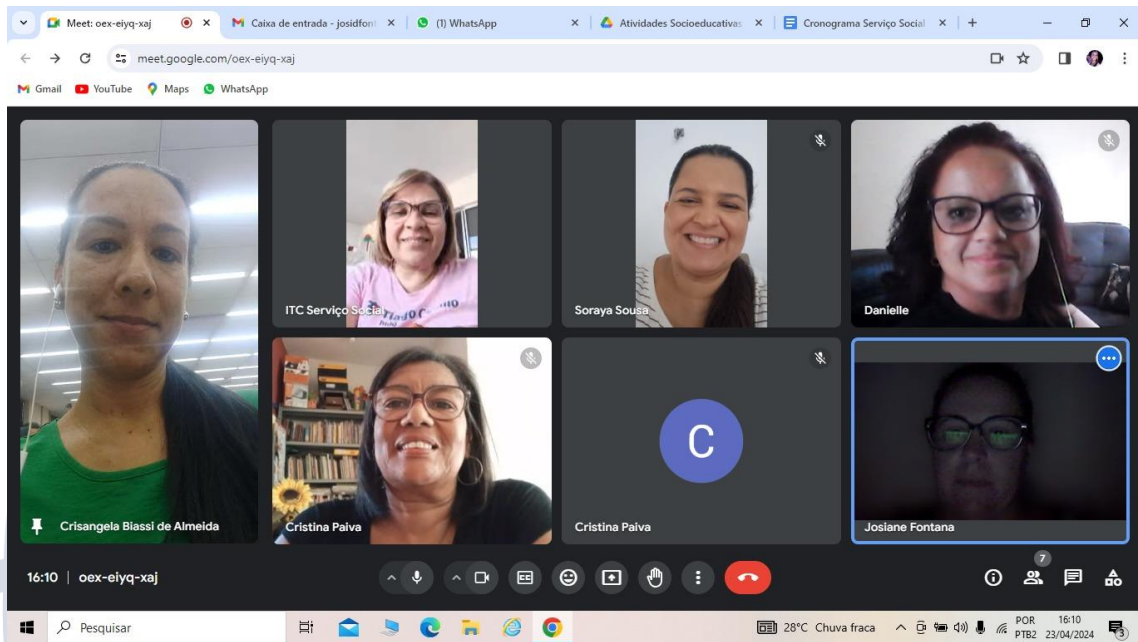 Meet: oex-eiyq-xaj
Caixa de entrada - josidfon
(1) WhatsApp
Atividades Socioeducativas
Cronograma Serviço Social
meet.google.com/oex-eiyq-xaj
Gmail
YouTube
Maps
WhatsApp
Crisangela Biassi de Almeida
ITC Serviço Social
Soraya Sousa
Danielle
Cristina Paiva
C
Cristina Paiva
Josiane Fontana
16:10 | oex-eiyq-xaj
CC
7
Pesquisar
28°C Chuva fraca
POR
PTB2
16:10
23/04/2024
3